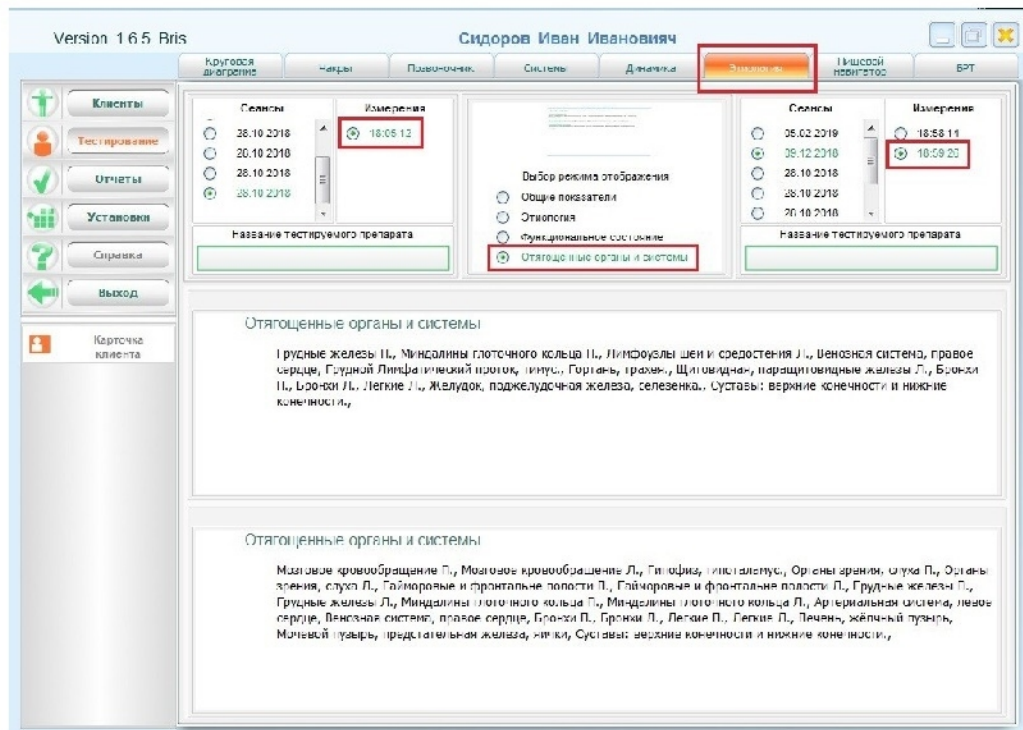 Version 1.6.5 Bris
Сидоров Иван Ивановияч
Круговая диаграмма
Чакры
Позвоночник
Системы
Динамика
Этиология
Пищевой навигатор
БРТ
Клиенты
Тестирование
Отчеты
Установки
Справка
Выход
Карточка
клиента
Сеансы
Измерения
28.10.2018
18:05:12
28.10.2018
28.10.2018
28.10.2018
Название тестируемого препарата
Выбор режима отображения
Общие показатели
Этиология
Функциональное состояние
Отягощенные органы и системы
Сеансы
Измерения
05.02.2019
18:58:11
09.12.2018
18:59:20
28.10.2018
28.10.2018
28.10.2018
Название тестируемого препарата
Отягощенные органы и системы
Грудные железы П., Миндалины глоточного кольца П., Лимфоузлы шеи и средостения Л., Венозная система, правое
сердце, Грудной Лимфатический проток, тимус., Гортань, трахея., Щитовидная, паращитовидные железы Л., Бронхи
П., Бронхи Л., Легкие Л., Желудок, поджелудочная железа, селезенка., Суставы: верхние конечности и нижние
конечности.,
Отягощенные органы и системы
Мозговое кровообращение П., Мозговое кровообращение Л., Гипофиз, гипоталамус., Органы зрения, слуха П., Органы
зрения, слуха Л., Гайморовые и фронтальне полости П., Гайморовые и фронтальне полости Л., Грудные железы П.,
Грудные железы Л., Миндалины глоточного кольца П., Миндалины глоточного кольца Л., Артериальная система, левое
сердце, Венозная система, правое сердце, Бронхи П., Бронхи Л., Легкие П., Легкие Л., Печень, жёлчный пузырь,
Мочевой пузырь, предстательная железа, яички, Суставы: верхние конечности и нижние конечности.,